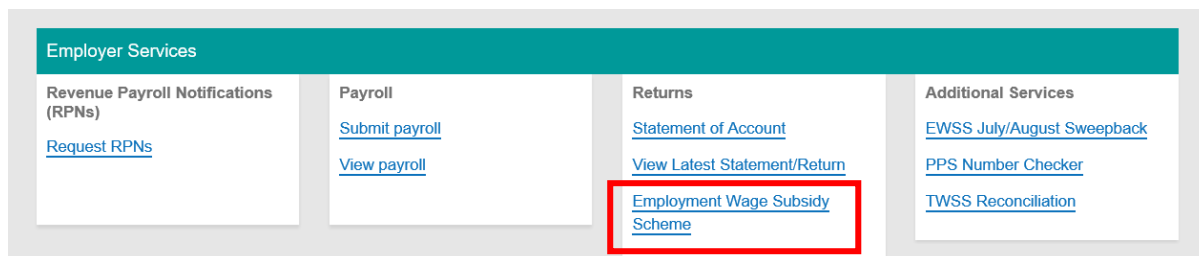 Employer Services
Revenue Payroll Notifications
(RPNs)
Request RPNs
Payroll
Submit payroll
View payroll
Returns
Statement of Account
View Latest Statement/Return
Employment Wage Subsidy
Scheme
Additional Services
EWSS July/August Sweepback
PPS Number Checker
TWSS Reconciliation